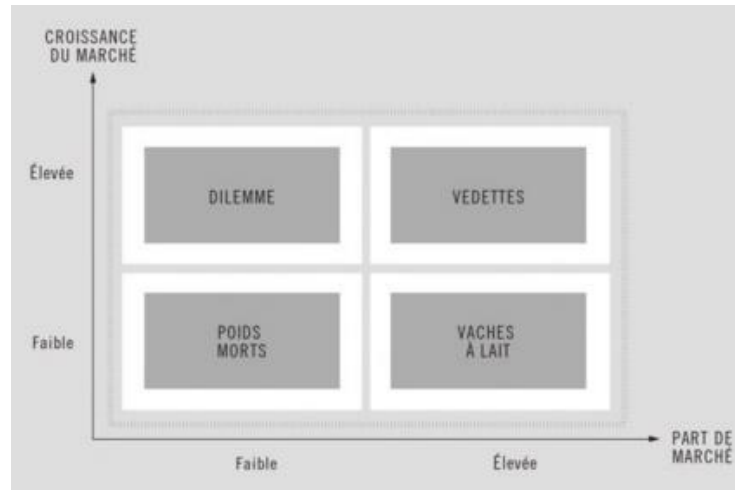 CROISSANCE
DU MARCHÉ
Élevée
DILEMME
VEDETTES
Faible
POIDS
MORTS
VACHES
À LAIT
Faible
Élevée
PART DE
MARCHÉ